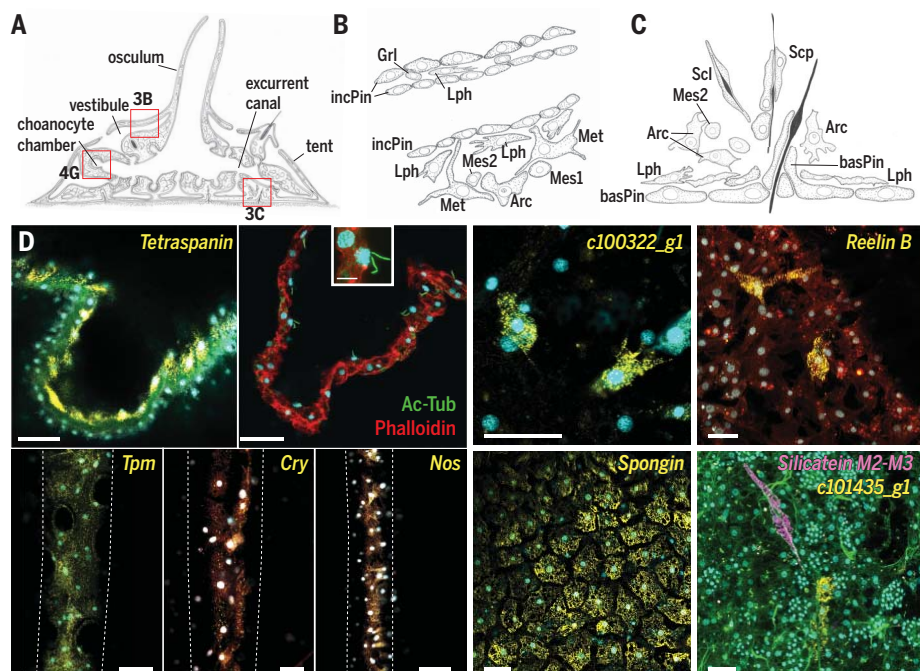 A
osculum
vestibule
3B
excurrent
canal
choanocyte
chamber
tent
4G
3C
B
Grl
Lph
incPin
incPin
Met
Lph
Mes2
Lph
Mes1
Met
Arc
C
Scp
Scl
Mes2
Arc
Arc
basPin
Lph
Lph
basPin
D
Tetraspanin
Ac-Tub
Phalloidin
c100322_g1
Reelin B
Tpm
Cry
Nos
Spongin
Silicatein M2-M3
c101435_g1